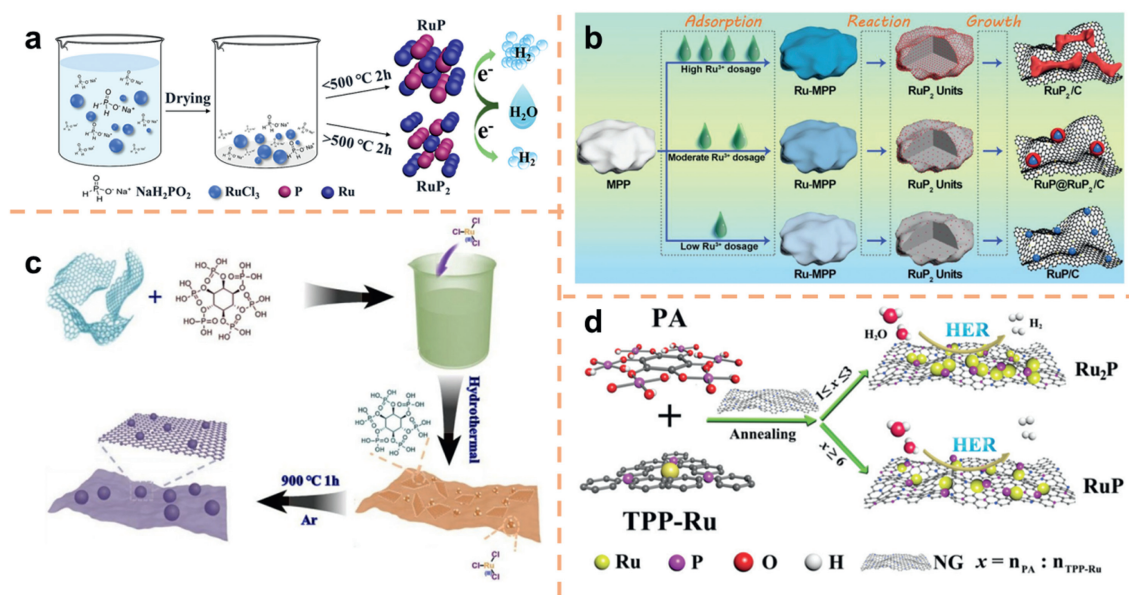 a
Drying
<500 ℃ 2h
>500 ℃ 2h
RuP
RuP₂
e⁻
e⁻
H₂
H₂O
H₂
NaH₂PO₂
RuCl₃
P
Ru
b
Adsorption
Reaction
Growth
High Ru³⁺ dosage
Ru-MPP
RuP₂ Units
RuP₂/C
MPP
Moderate Ru³⁺ dosage
Ru-MPP
RuP₂ Units
RuP@RuP₂/C
Low Ru³⁺ dosage
Ru-MPP
RuP₂ Units
RuP/C
c
+
Hydrothermal
900 ℃ 1h
Ar
d
PA
+
TPP-Ru
Annealing
1≤ x ≤3
x ≥ 6
H₂O
HER
H₂
Ru₂P
HER
RuP
Ru
P
O
H
NG
x = n_PA : n_TPP-Ru